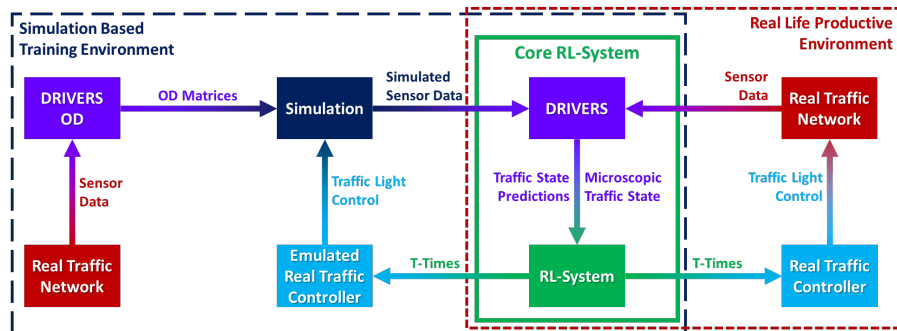 Simulation Based
Training Environment
Real Life Productive
Environment
Core RL-System
DRIVERS
OD
OD Matrices
Simulation
Simulated
Sensor Data
DRIVERS
Sensor
Data
Real Traffic
Network
Sensor
Data
Traffic Light
Control
Traffic State
Predictions
Microscopic
Traffic State
Traffic Light
Control
Real Traffic
Network
Emulated
Real Traffic
Controller
T-Times
RL-System
T-Times
Real Traffic
Controller